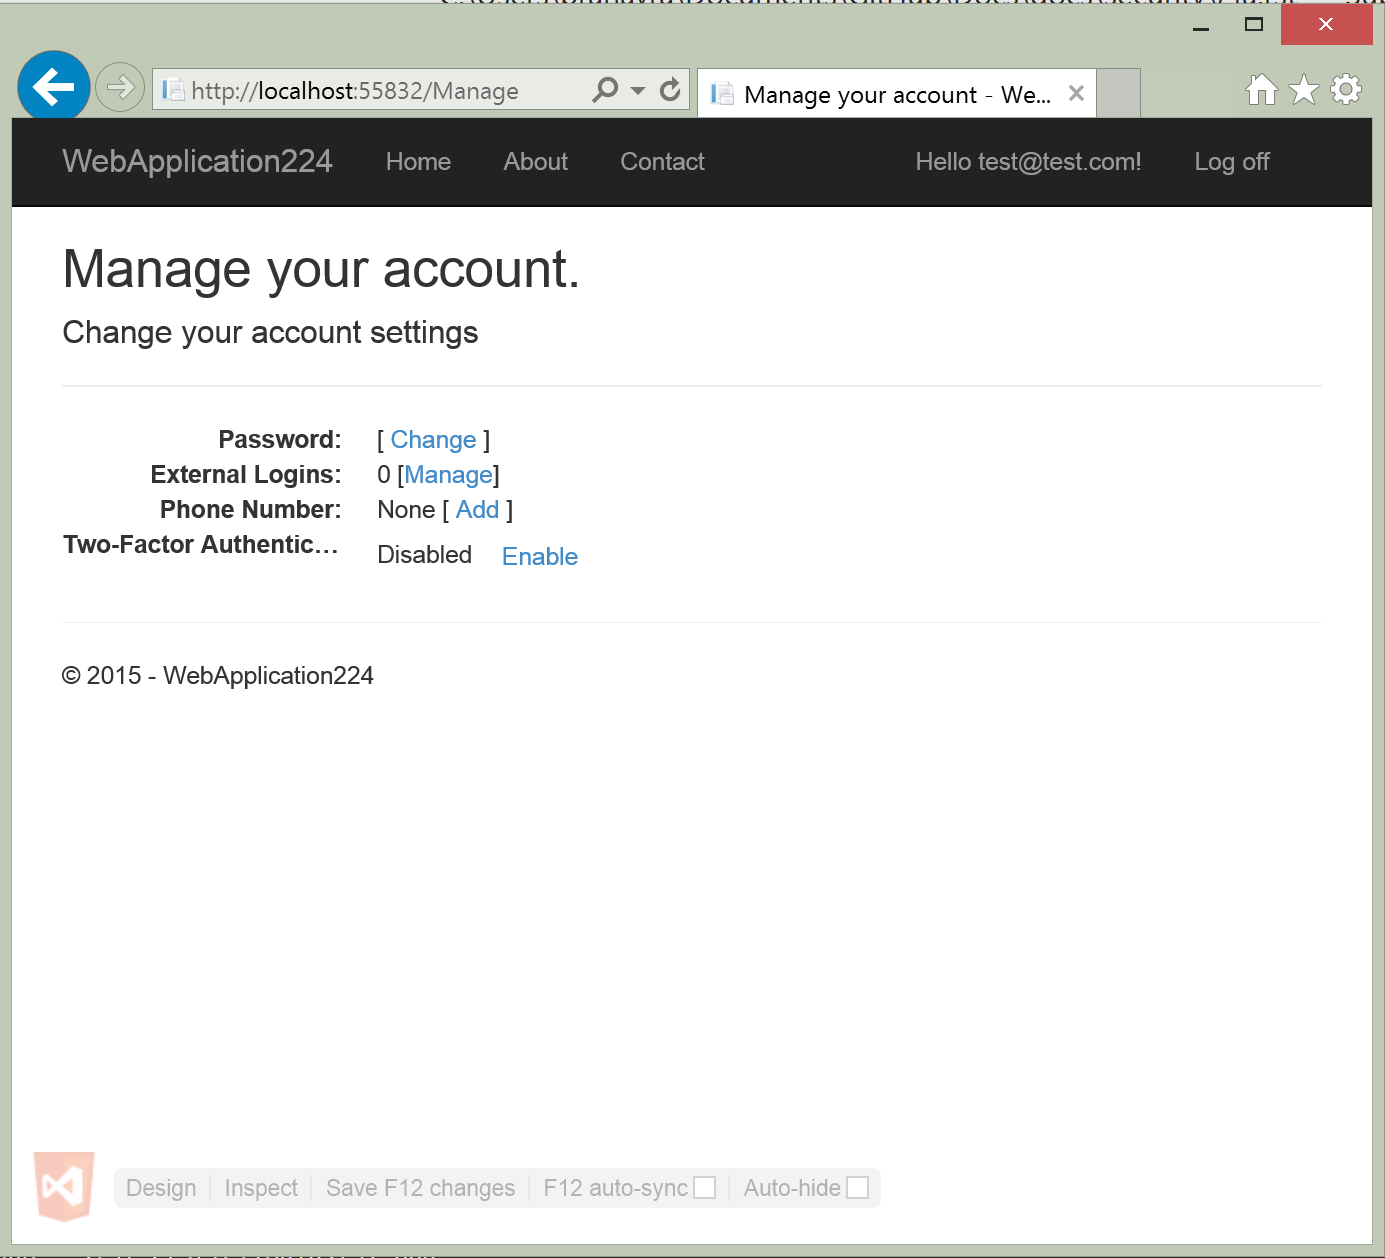 http://localhost:55832/Manage
Manage your account - We...
WebApplication224 Home About Contact Hello test@test.com! Log off
Manage your account.
Change your account settings
Password: [ Change ]
External Logins: 0 [Manage]
Phone Number: None [ Add ]
Two-Factor Authentic... Disabled Enable
© 2015 - WebApplication224
Design Inspect Save F12 changes F12 auto-sync Auto-hide